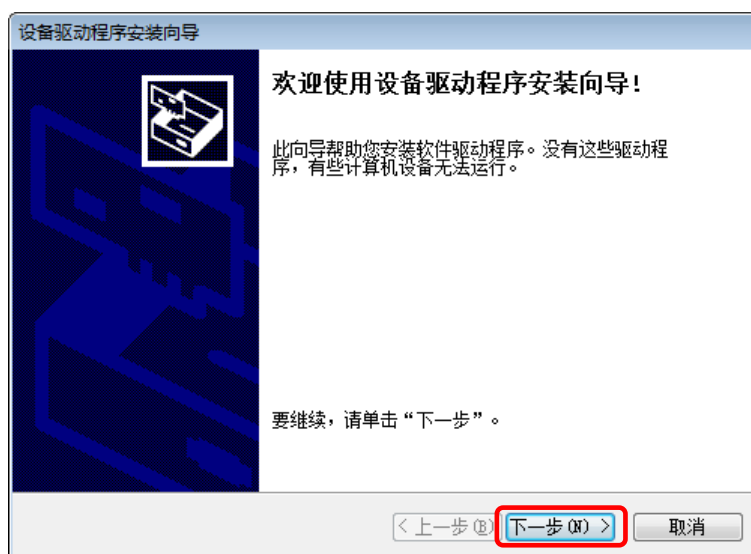 设备驱动程序安装向导
欢迎使用设备驱动程序安装向导!
此向导帮助您安装软件驱动程序。没有这些驱动程
序，有些计算机设备无法运行。
要继续，请单击“下一步”。
< 上一步(B) 下一步(N) > 取消